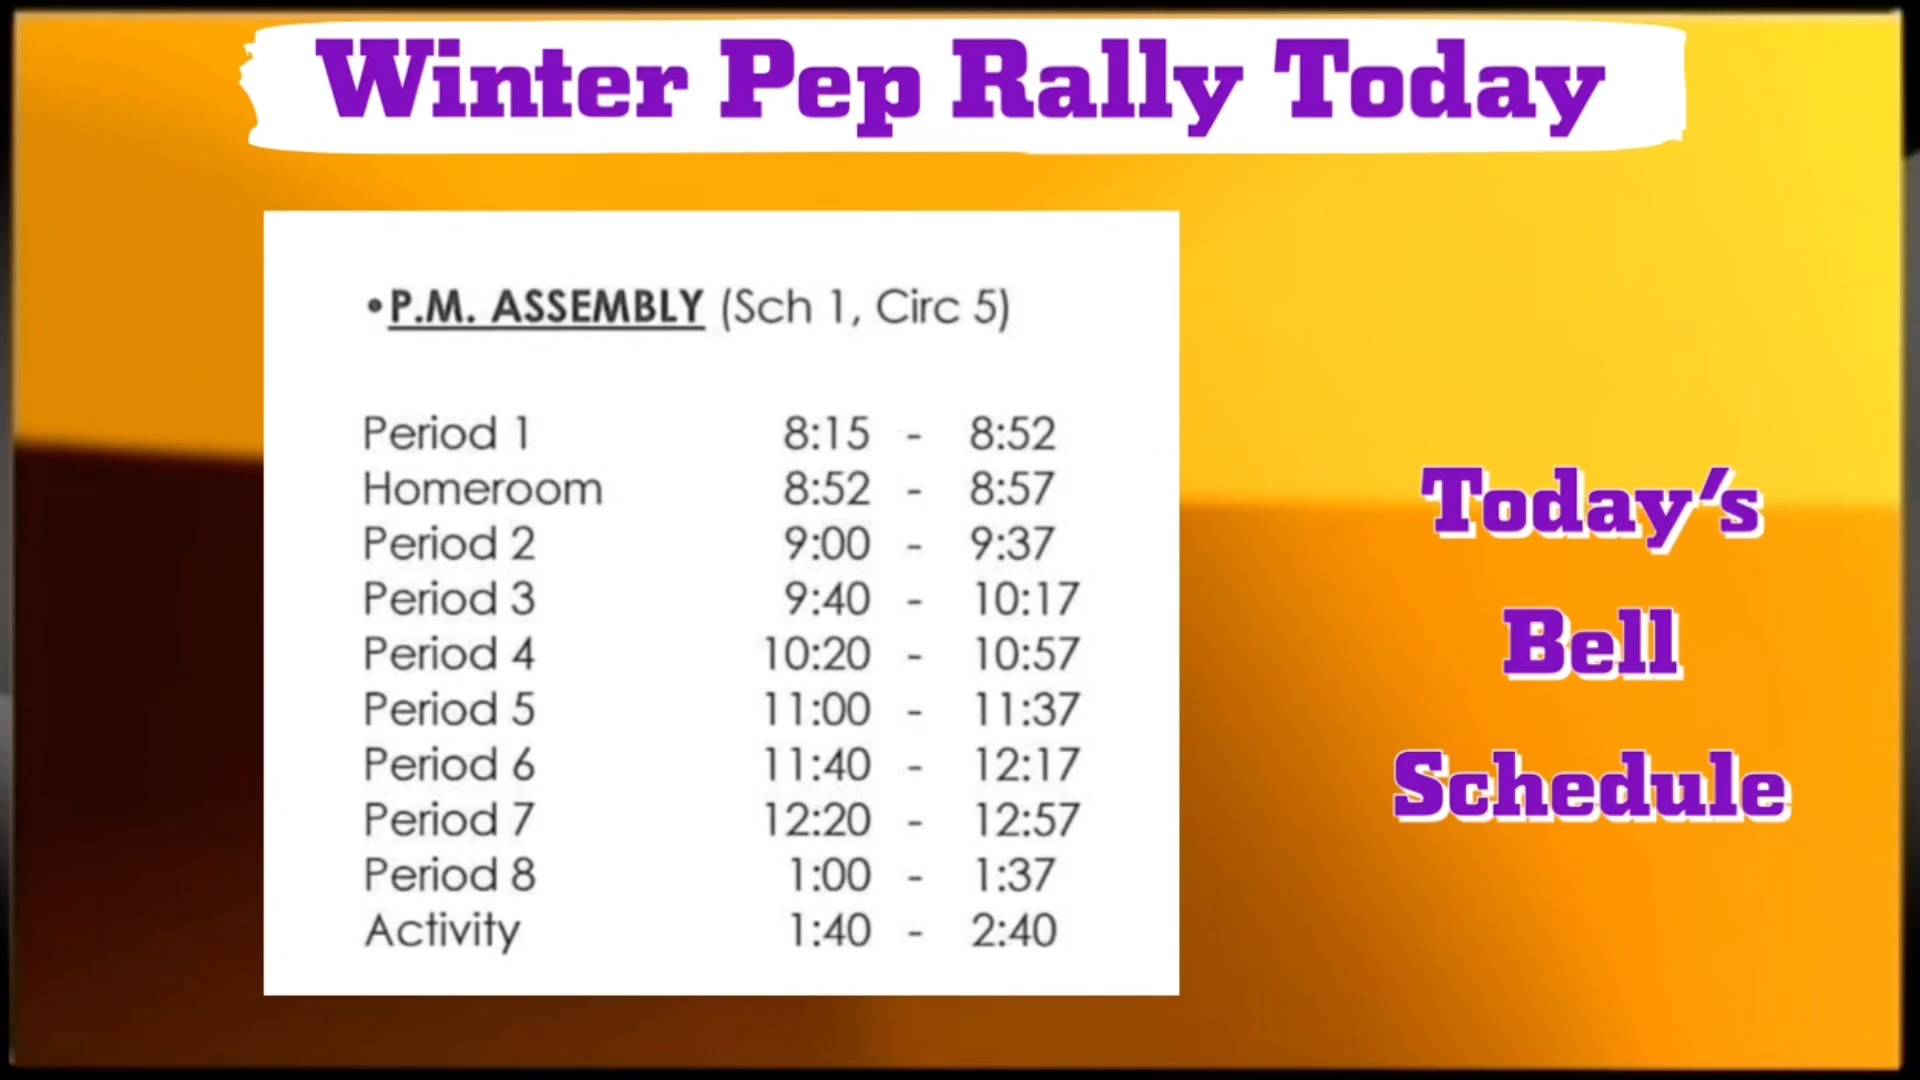 Winter Pep Rally Today
•P.M. ASSEMBLY (Sch 1, Circ 5)
Period 1 8:15 - 8:52
Homeroom 8:52 - 8:57
Period 2 9:00 - 9:37
Period 3 9:40 - 10:17
Period 4 10:20 - 10:57
Period 5 11:00 - 11:37
Period 6 11:40 - 12:17
Period 7 12:20 - 12:57
Period 8 1:00 - 1:37
Activity 1:40 - 2:40
Today's
Bell
Schedule